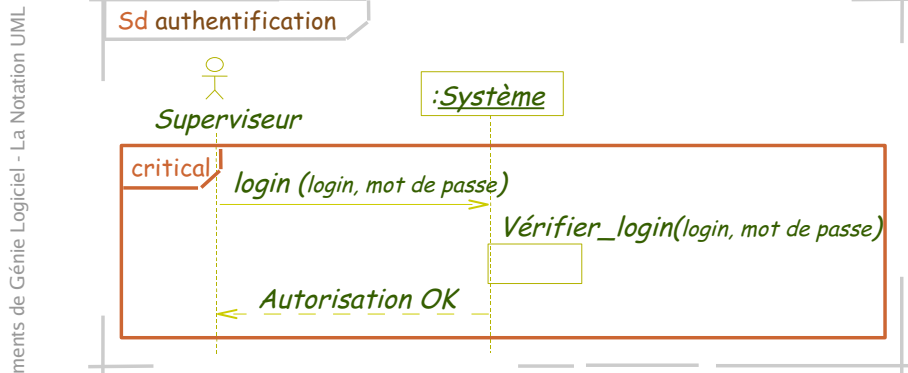 Sd authentification
Superviseur
:Système
critical
login (login, mot de passe)
Vérifier_login(login, mot de passe)
Autorisation OK
ments de Génie Logiciel - La Notation UML